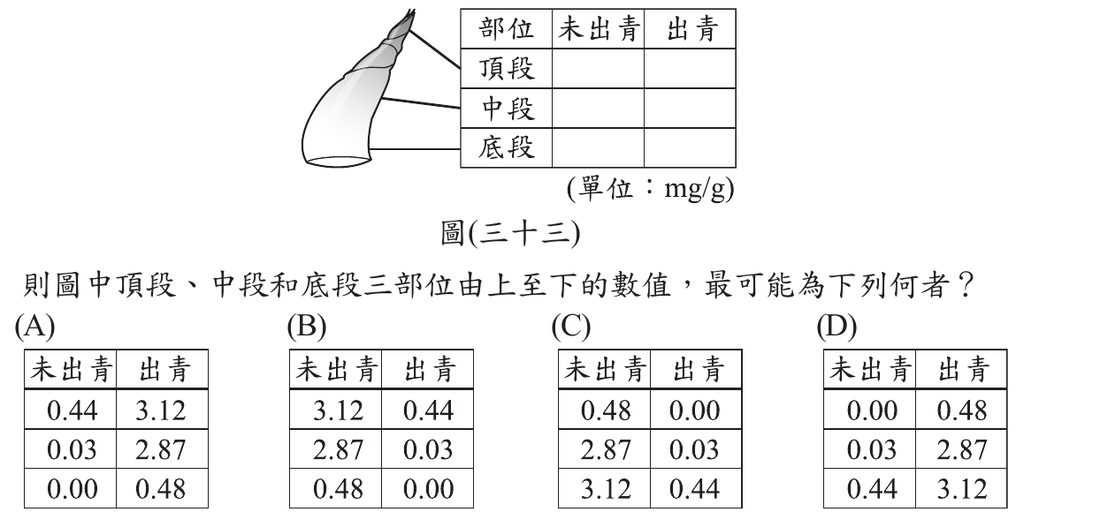 部位 未出青 出青
頂段
中段
底段
(單位：mg/g)
圖(三十三)
則圖中頂段、中段和底段三部位由上至下的數值，最可能為下列何者？
(A) (B) (C) (D)
未出青 出青 未出青 出青 未出青 出青 未出青 出青
0.44 3.12 3.12 0.44 0.48 0.00 0.00 0.48
0.03 2.87 2.87 0.03 2.87 0.03 0.03 2.87
0.00 0.48 0.48 0.00 3.12 0.44 0.44 3.12